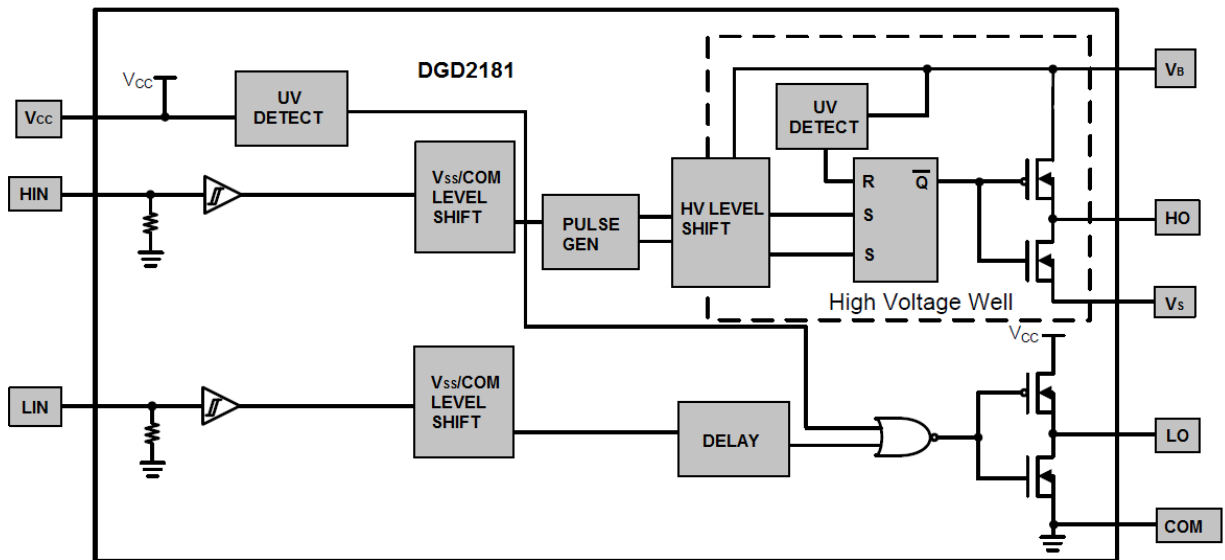 DGD2181
VCC
UV
DETECT
VCC
HIN
VSS/COM
LEVEL
SHIFT
PULSE
GEN
HV LEVEL
SHIFT
UV
DETECT
R
Q̅
S
S
High Voltage Well
VB
HO
VS
LIN
VSS/COM
LEVEL
SHIFT
DELAY
VCC
LO
COM